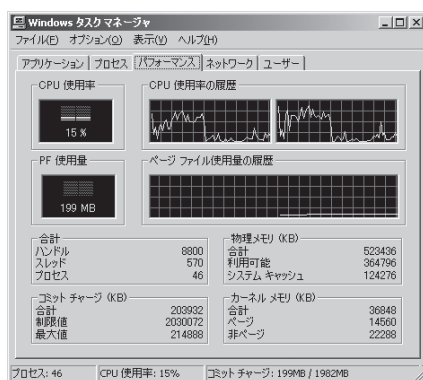 Windows タスク マネージャ
ファイル(F) オプション(O) 表示(V) ヘルプ(H)
アプリケーション プロセス パフォーマンス ネットワーク ユーザー
CPU 使用率
CPU 使用率の履歴
15 %
PF 使用量
ページ ファイル使用量の履歴
199 MB
合計
ハンドル 8800
スレッド 570
プロセス 46
物理メモリ (KB)
合計 523436
利用可能 364796
システム キャッシュ 124276
コミット チャージ (KB)
合計 203932
制限値 2030072
最大値 214888
カーネル メモリ (KB)
合計 36848
ページ 14560
非ページ 22288
プロセス: 46 CPU 使用率: 15% コミット チャージ: 199MB / 1982MB